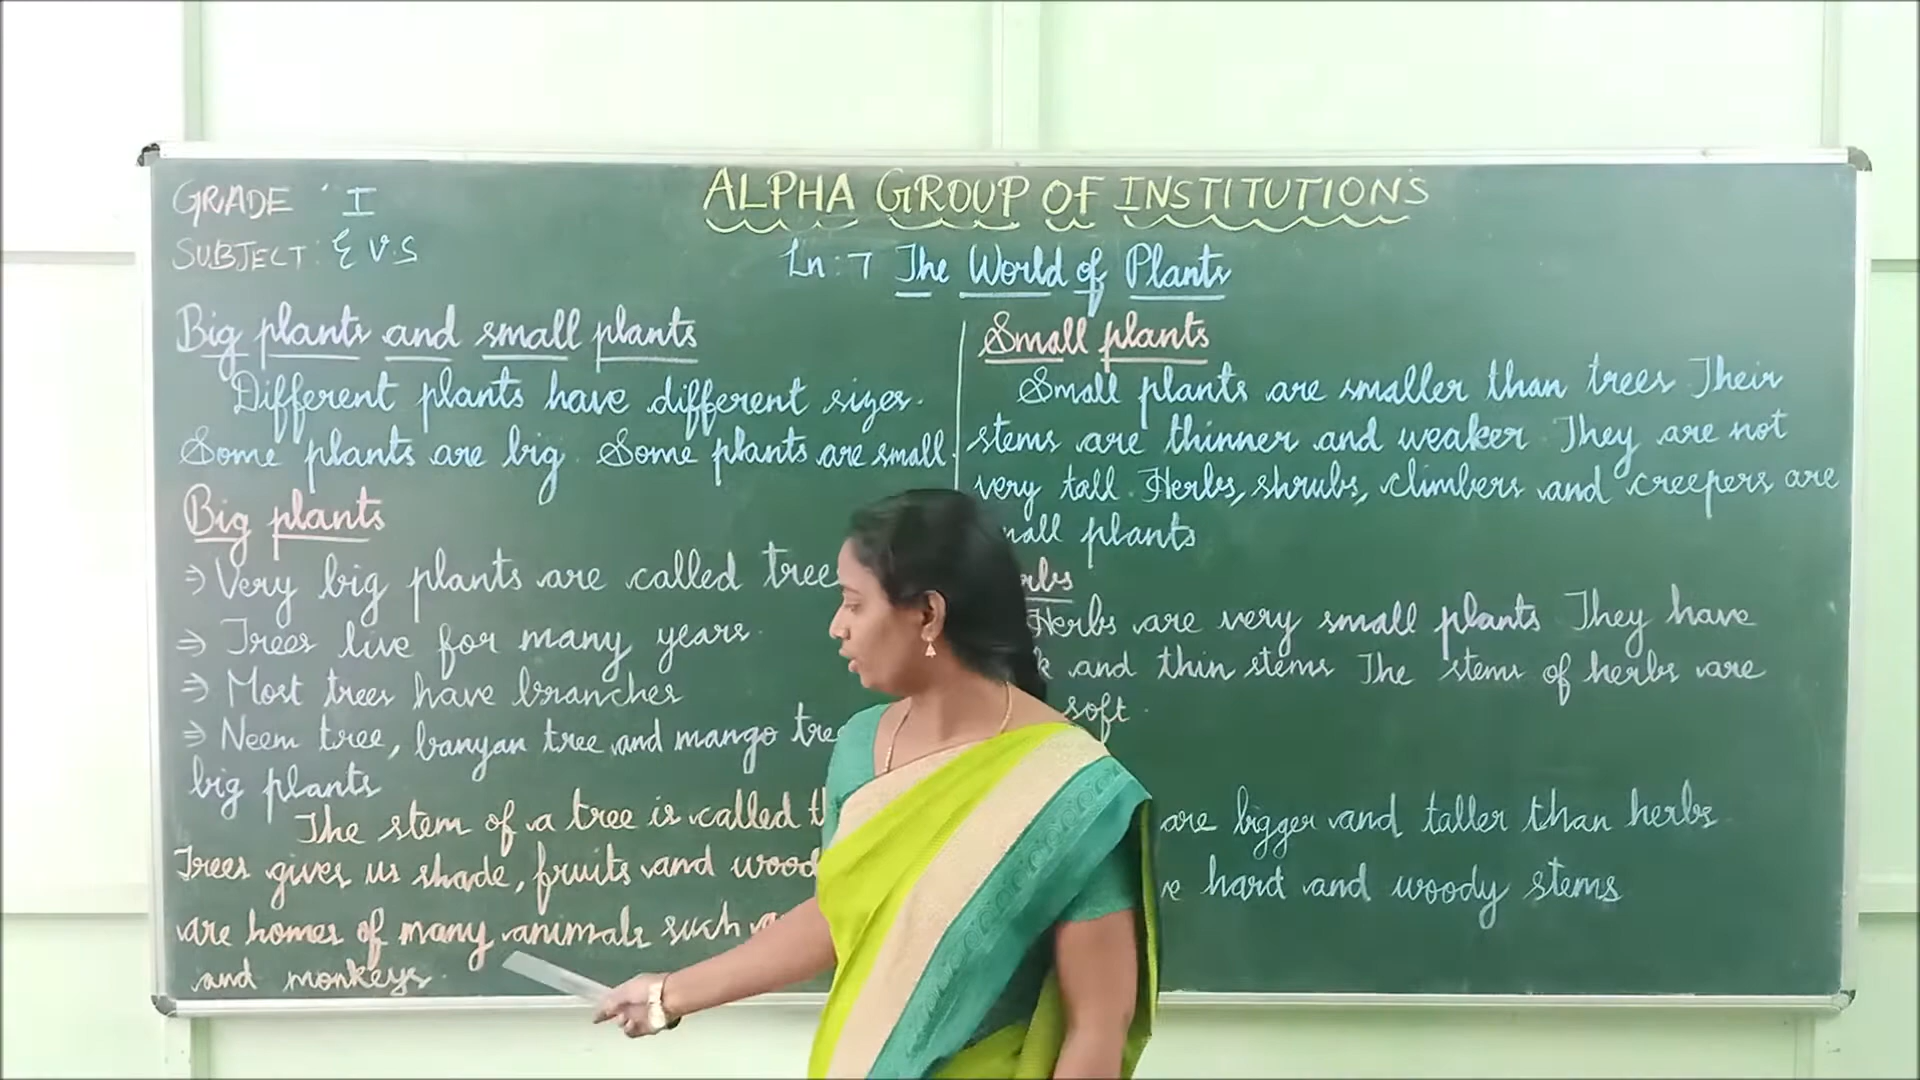 GRADE : I
ALPHA GROUP OF INSTITUTIONS
SUBJECT : E V.S
Ln : 7 The World of Plants
Big plants and small plants
Different plants have different sizes.
Some plants are big. Some plants are small.
Big plants
⇒ Very big plants are called tree
⇒ Trees live for many years.
⇒ Most trees have branches
⇒ Neem tree, banyan tree and mango tre
big plants
The stem of a tree is called
Trees gives us shade, fruits and wood
are homes of many animals such
and monkeys.
Small plants
Small plants are smaller than trees Their
stems are thinner and weaker They are not
very tall. Herbs, shrubs, climbers and creepers are
mall plants
rbs
Herbs are very small plants They have
k and thin stems The stems of herbs are
soft.
are bigger and taller than herbs
hard and woody stems